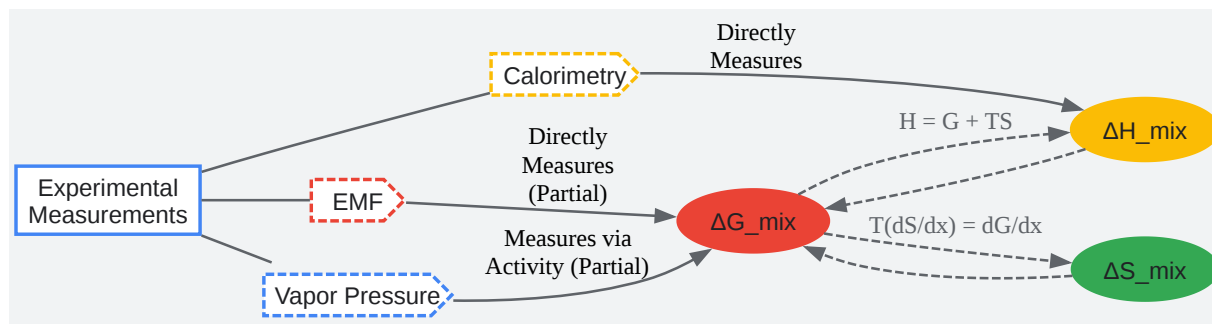 Experimental
Measurements
Calorimetry
EMF
Vapor Pressure
Directly
Measures
Directly
Measures
(Partial)
Measures via
Activity (Partial)
H = G + TS
T(dS/dx) = dG/dx
ΔG_mix
ΔH_mix
ΔS_mix